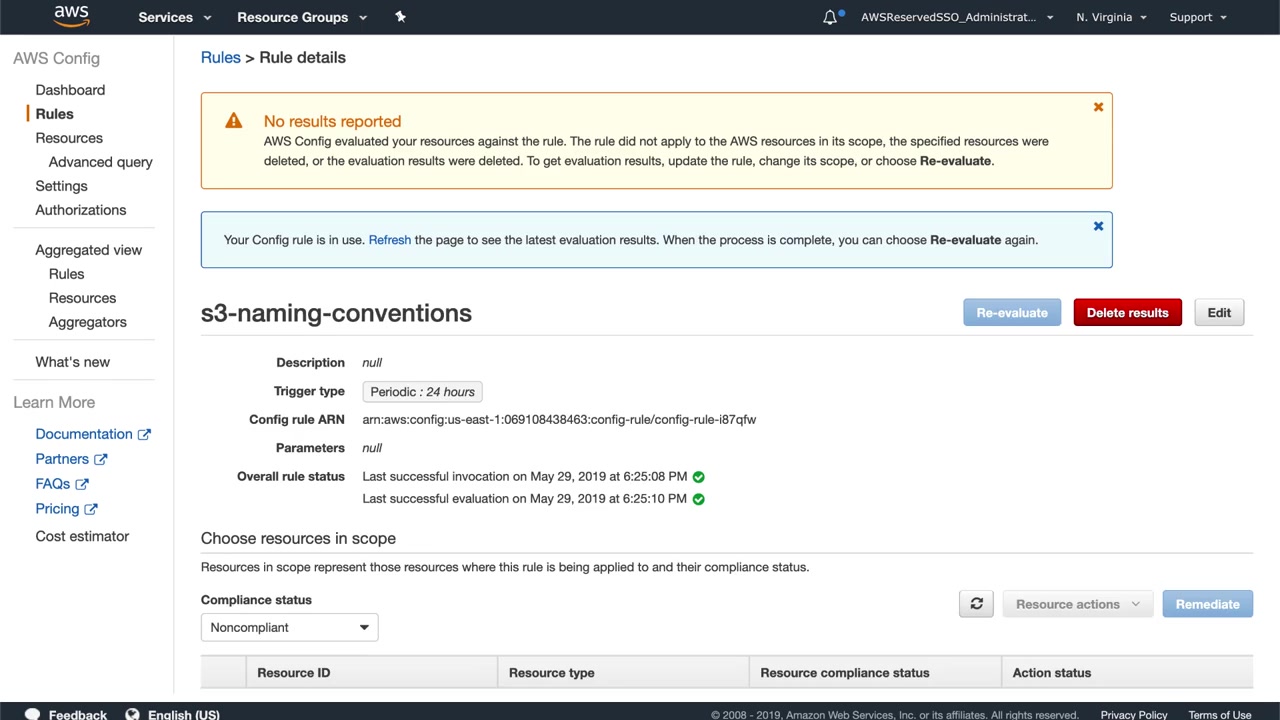 aws
Services
Resource Groups
AWSReservedSSO_Administrat...
N. Virginia
Support
AWS Config
Dashboard
Rules
Resources
Advanced query
Settings
Authorizations
Aggregated view
Rules
Resources
Aggregators
What's new
Learn More
Documentation
Partners
FAQs
Pricing
Cost estimator
Rules > Rule details
No results reported
AWS Config evaluated your resources against the rule. The rule did not apply to the AWS resources in its scope, the specified resources were
deleted, or the evaluation results were deleted. To get evaluation results, update the rule, change its scope, or choose Re-evaluate.
Your Config rule is in use. Refresh the page to see the latest evaluation results. When the process is complete, you can choose Re-evaluate again.
s3-naming-conventions
Re-evaluate
Delete results
Edit
Description null
Trigger type Periodic : 24 hours
Config rule ARN arn:aws:config:us-east-1:069108438463:config-rule/config-rule-i87qfw
Parameters null
Overall rule status Last successful invocation on May 29, 2019 at 6:25:08 PM
Last successful evaluation on May 29, 2019 at 6:25:10 PM
Choose resources in scope
Resources in scope represent those resources where this rule is being applied to and their compliance status.
Compliance status
Noncompliant
Resource actions
Remediate
Resource ID Resource type Resource compliance status Action status
Feedback English (US) © 2008 - 2019, Amazon Web Services, Inc. or its affiliates. All rights reserved. Privacy Policy Terms of Use